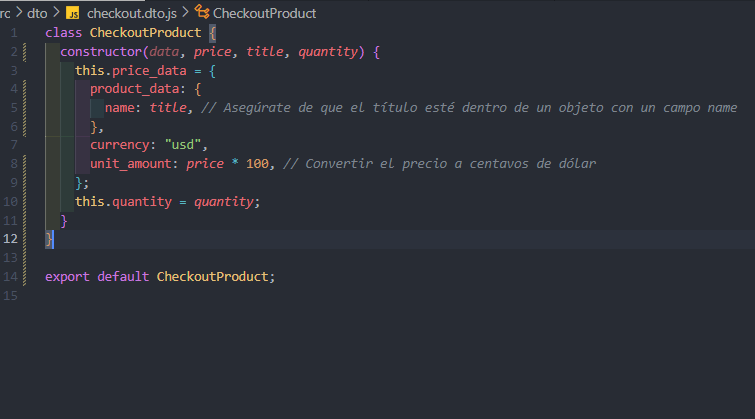 rc > dto > JS checkout.dto.js > CheckoutProduct
1 class CheckoutProduct {
2 constructor(data, price, title, quantity) {
3 this.price_data = {
4 product_data: {
5 name: title, // Asegúrate de que el título esté dentro de un objeto con un campo name
6 },
7 currency: "usd",
8 unit_amount: price * 100, // Convertir el precio a centavos de dólar
9 };
10 this.quantity = quantity;
11 }
12 }
13
14 export default CheckoutProduct;
15